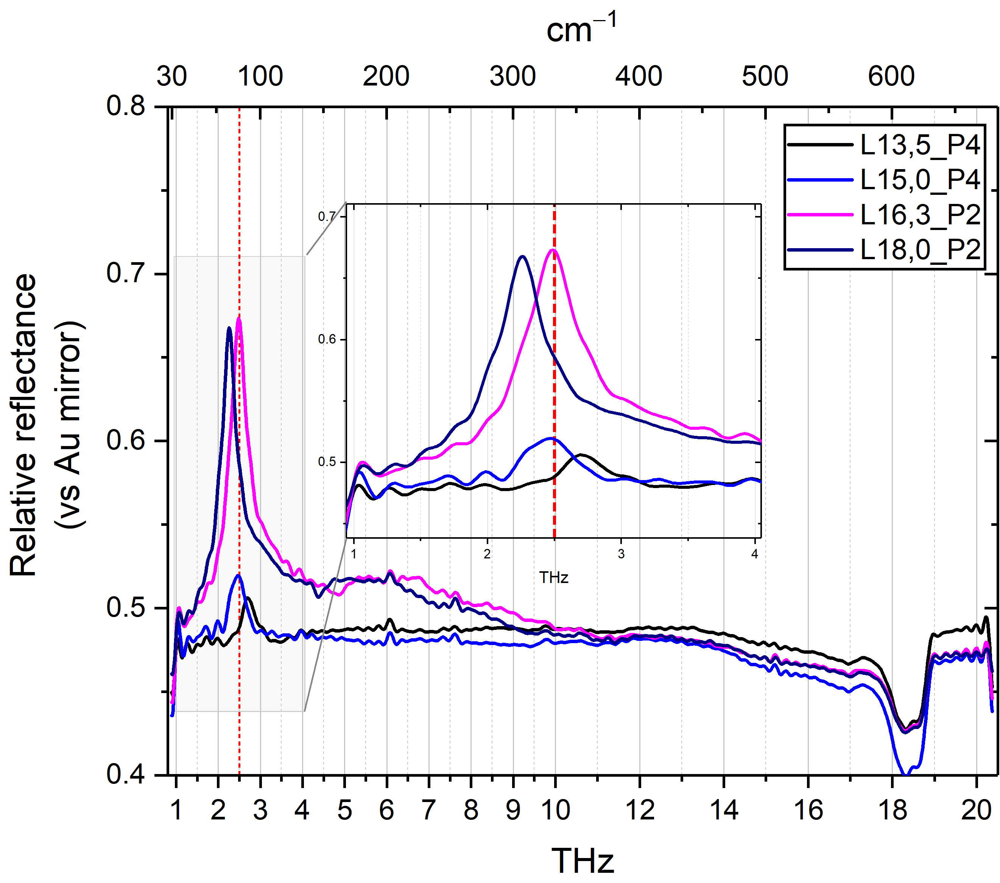 cm⁻¹
30 100 200 300 400 500 600
0.8
0.7
0.6
0.5
0.4
Relative reflectance
(vs Au mirror)
L13,5_P4
L15,0_P4
L16,3_P2
L18,0_P2
0.7
0.6
0.5
1 2 3 4
THz
1 2 3 4 5 6 7 8 9 10 12 14 16 18 20
THz